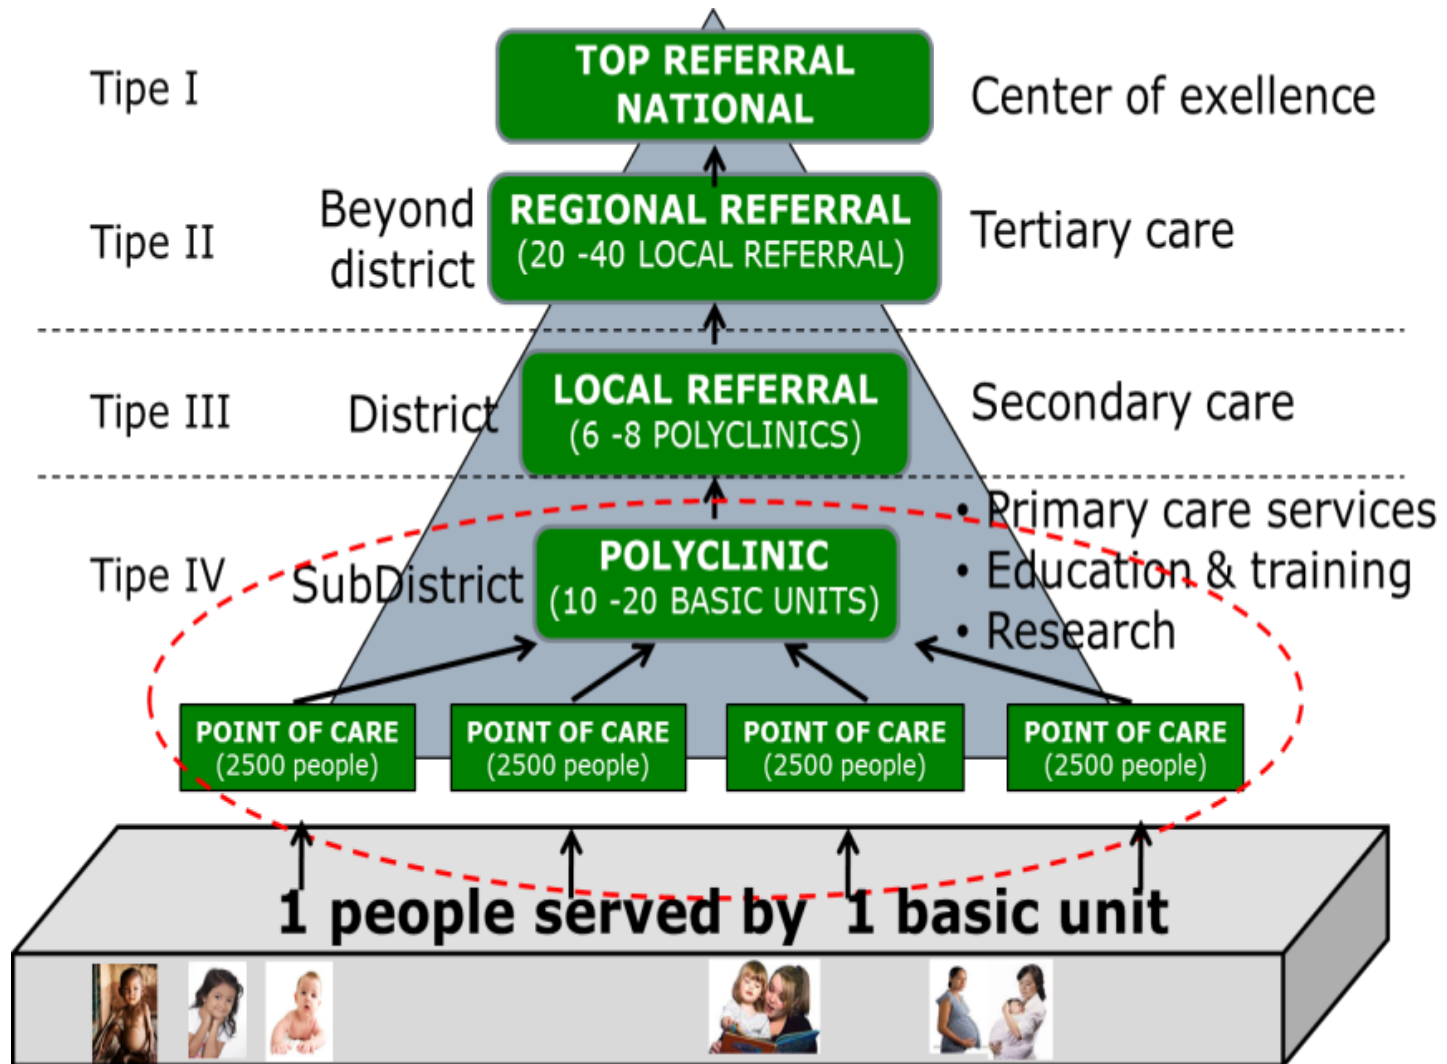 Tipe I
TOP REFERRAL
NATIONAL
Center of exellence
Tipe II
Beyond
district
REGIONAL REFERRAL
(20 -40 LOCAL REFERRAL)
Tertiary care
Tipe III
District
LOCAL REFERRAL
(6 -8 POLYCLINICS)
Secondary care
Tipe IV
SubDistrict
POLYCLINIC
(10 -20 BASIC UNITS)
• Primary care services
• Education & training
• Research
POINT OF CARE
(2500 people)
POINT OF CARE
(2500 people)
POINT OF CARE
(2500 people)
POINT OF CARE
(2500 people)
1 people served by 1 basic unit